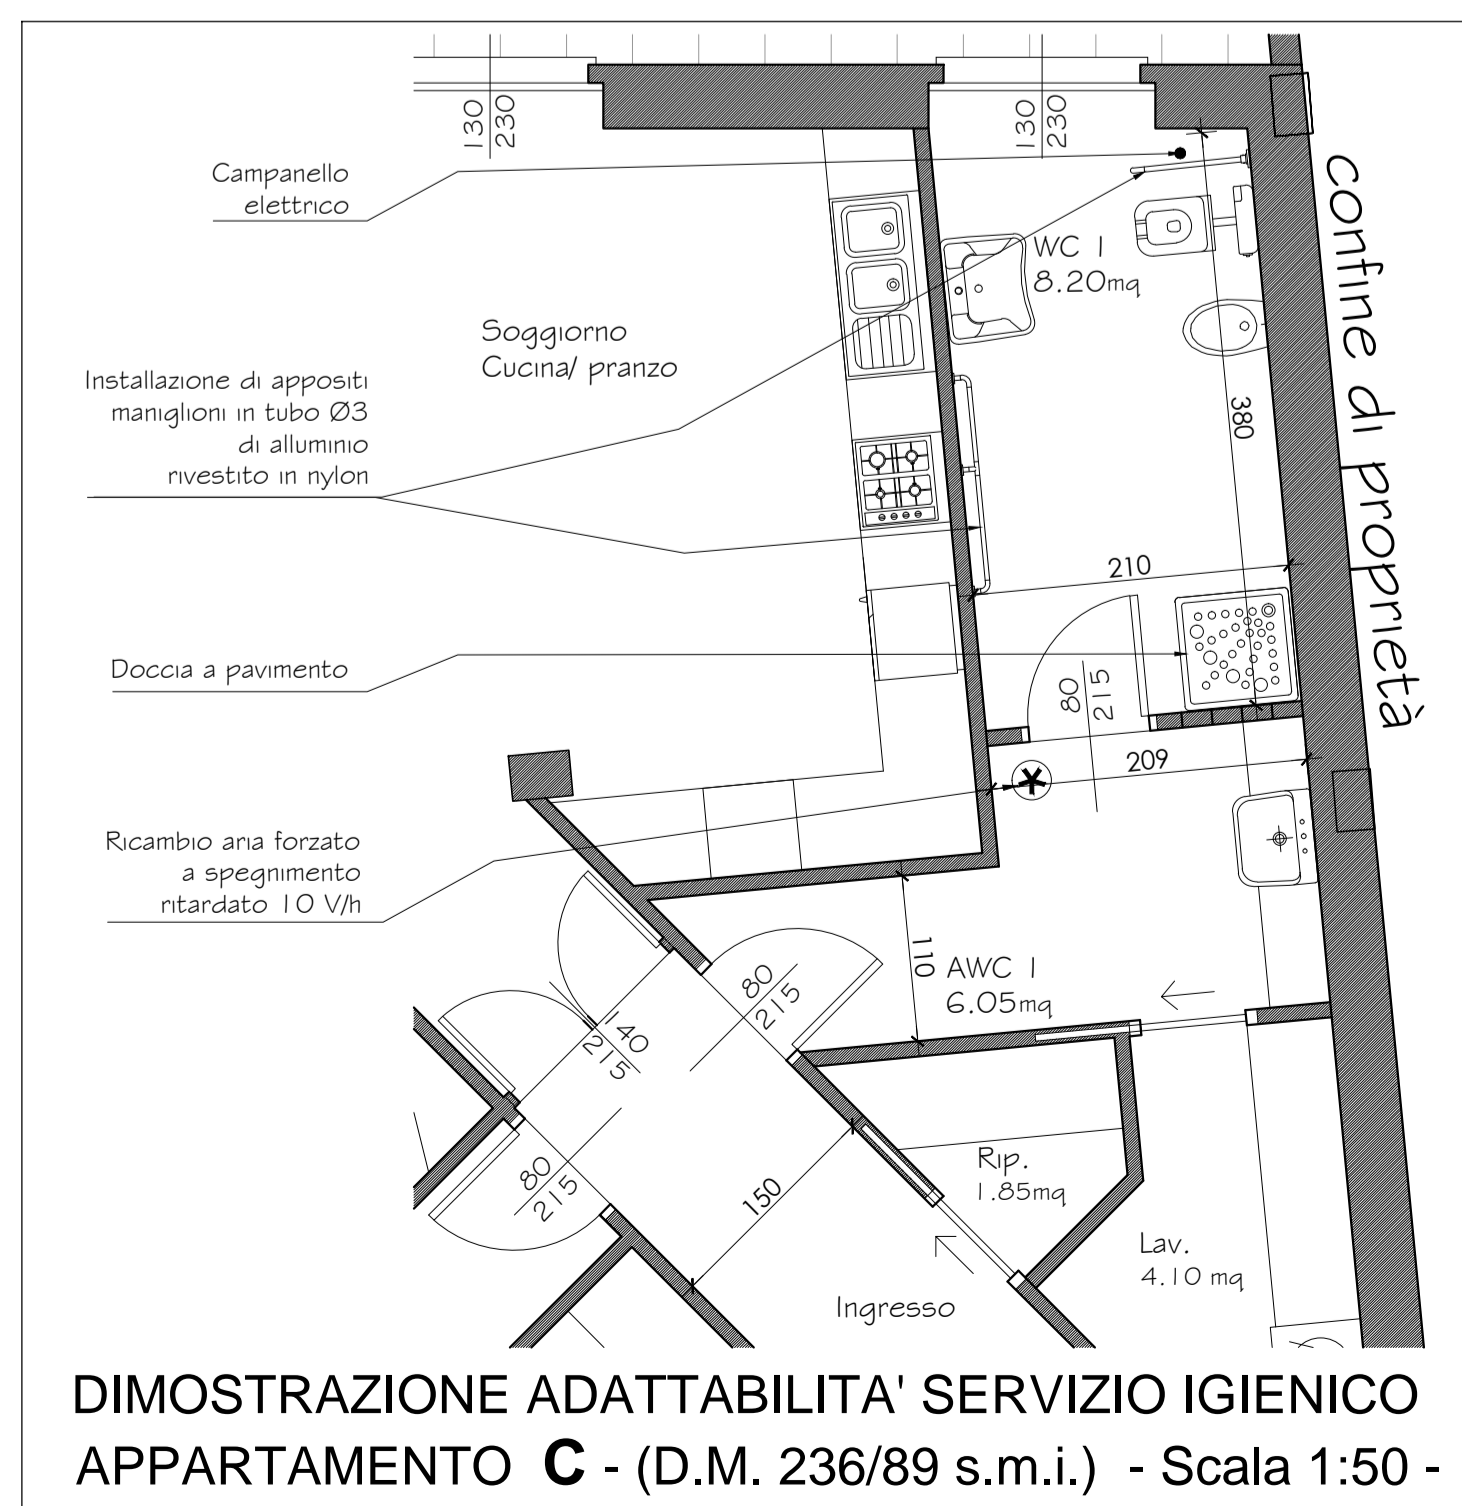 130
230
130
230
Campanello
elettrico
WC 1
8.20mq
Soggiorno
Cucina/ pranzo
Installazione di appositi
maniglioni in tubo Ø3
di alluminio
rivestito in nylon
380
confine di proprietà
210
Doccia a pavimento
80
215
209
Ricambio aria forzato
a spegnimento
ritardato 10 V/h
110
AWC 1
6.05mq
80
215
140
215
80
215
150
Rip.
1.85mq
Lav.
4.10 mq
Ingresso
DIMOSTRAZIONE ADATTABILITA' SERVIZIO IGIENICO
APPARTAMENTO C - (D.M. 236/89 s.m.i.) - Scala 1:50 -